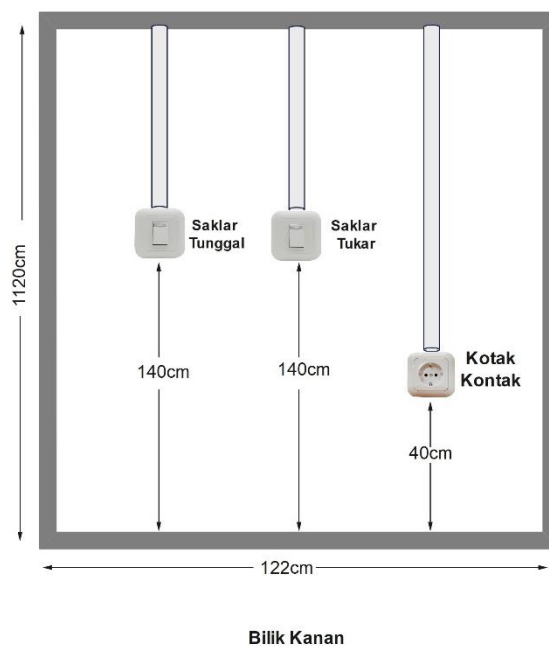 Saklar
Tunggal
Saklar
Tukar
1120cm
140cm
140cm
Kotak
Kontak
40cm
122cm
Bilik Kanan